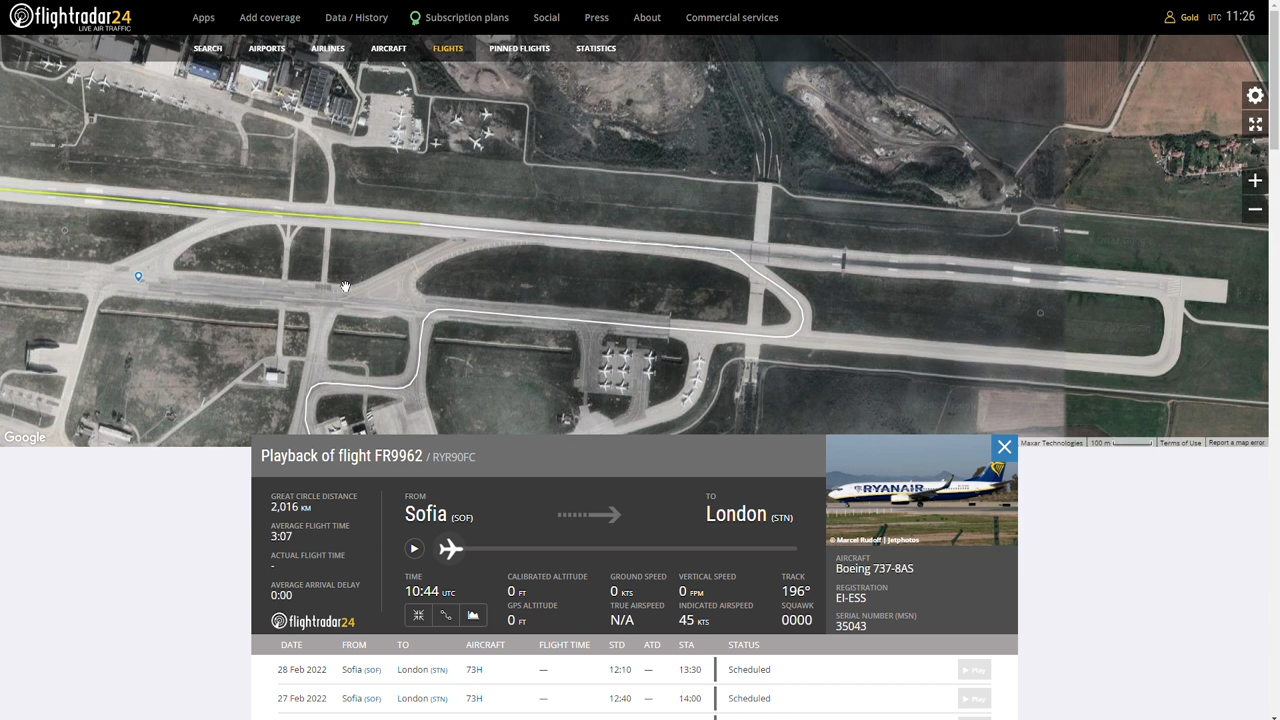 flightradar24
LIVE AIR TRAFFIC
Apps
Add coverage
Data / History
Subscription plans
Social
Press
About
Commercial services
Gold
UTC 11:26
SEARCH
AIRPORTS
AIRLINES
AIRCRAFT
FLIGHTS
PINNED FLIGHTS
STATISTICS
+
−
Google
Maxar Technologies
100 m
Terms of Use
Report a map error
Playback of flight FR9962 / RYR90FC
GREAT CIRCLE DISTANCE
2,016 KM
AVERAGE FLIGHT TIME
3:07
ACTUAL FLIGHT TIME
-
AVERAGE ARRIVAL DELAY
0:00
flightradar24
FROM
Sofia (SOF)
TO
London (STN)
TIME
10:44 UTC
CALIBRATED ALTITUDE
0 FT
GPS ALTITUDE
0 FT
GROUND SPEED
0 KTS
TRUE AIRSPEED
N/A
VERTICAL SPEED
0 FPM
INDICATED AIRSPEED
45 KTS
TRACK
196°
SQUAWK
0000
RYANAIR
© Marcel Rudolf | Jetphotos
AIRCRAFT
Boeing 737-8AS
REGISTRATION
EI-ESS
SERIAL NUMBER (MSN)
35043
DATE FROM TO AIRCRAFT FLIGHT TIME STD ATD STA STATUS
28 Feb 2022 Sofia (SOF) London (STN) 73H — 12:10 — 13:30 Scheduled Play
27 Feb 2022 Sofia (SOF) London (STN) 73H — 12:40 — 14:00 Scheduled Play